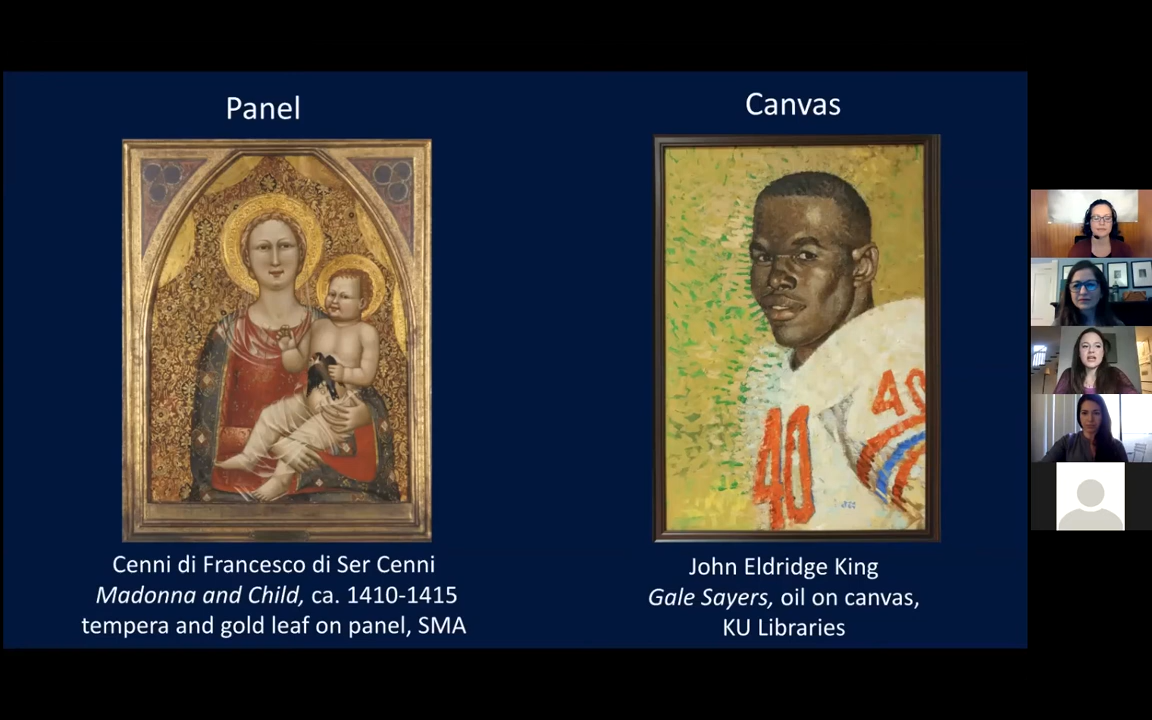 Panel
Canvas
40
40
Cenni di Francesco di Ser Cenni
Madonna and Child, ca. 1410-1415
tempera and gold leaf on panel, SMA
John Eldridge King
Gale Sayers, oil on canvas,
KU Libraries